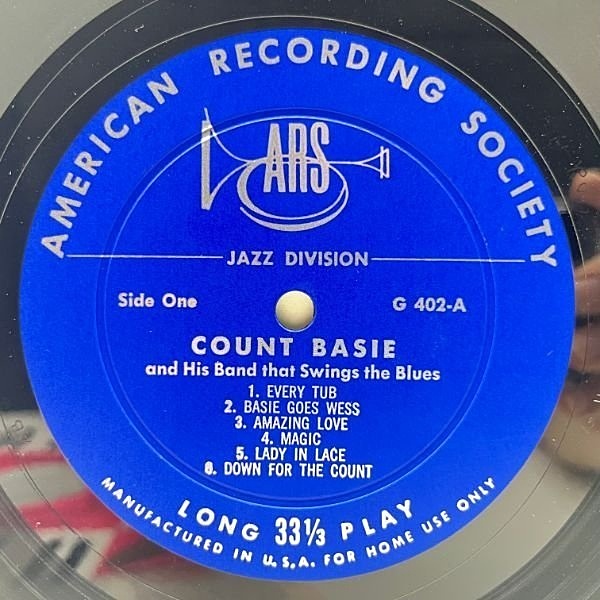 AMERICAN RECORDING SOCIETY
ARS
JAZZ DIVISION
Side One
G 402-A
COUNT BASIE
and His Band that Swings the Blues
1. EVERY TUB
2. BASIE GOES WESS
3. AMAZING LOVE
4. MAGIC
5. LADY IN LACE
6. DOWN FOR THE COUNT
LONG 33⅓ PLAY
MANUFACTURED IN U.S.A. FOR HOME USE ONLY